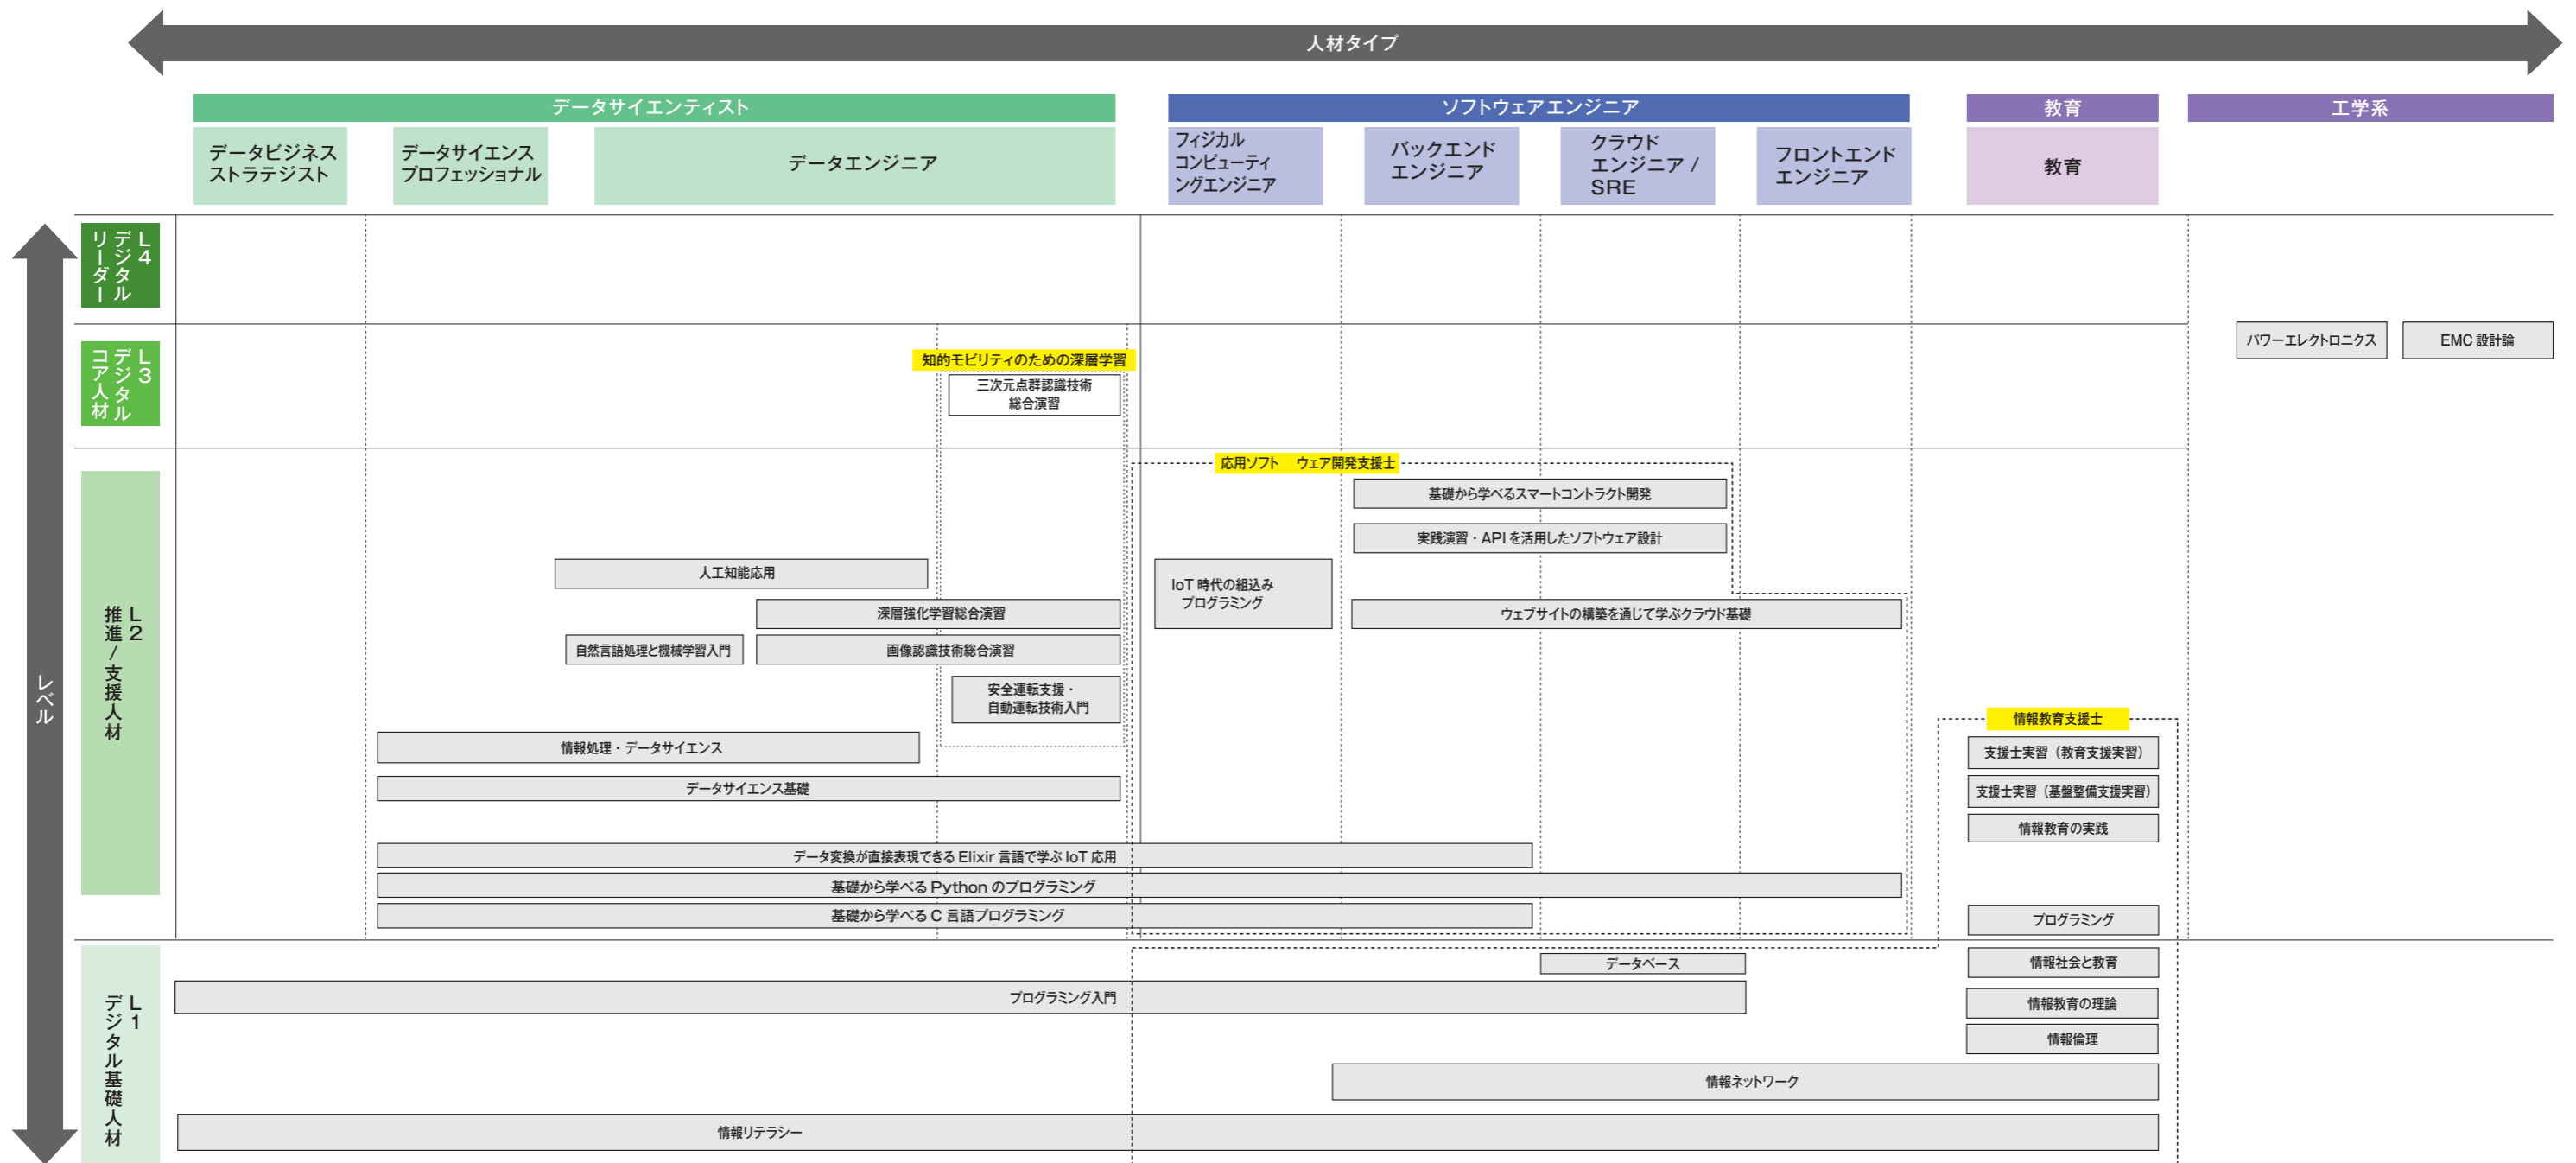 人材タイプ
データサイエンティスト
ソフトウェアエンジニア
教育
工学系
データビジネス
ストラテジスト
データサイエンス
プロフェッショナル
データエンジニア
フィジカル
コンピューティ
ングエンジニア
バックエンド
エンジニア
クラウド
エンジニア /
SRE
フロントエンド
エンジニア
教育
レベル
L4
デジタル
リーダー
L3
デジタル
コア人材
パワーエレクトロニクス
EMC 設計論
知的モビリティのための深層学習
三次元点群認識技術
総合演習
L2
推進/支援人材
応用ソフト ウェア開発支援士
基礎から学べるスマートコントラクト開発
実践演習・API を活用したソフトウェア設計
人工知能応用
IoT 時代の組込み
プログラミング
深層強化学習総合演習
ウェブサイトの構築を通じて学ぶクラウド基礎
自然言語処理と機械学習入門
画像認識技術総合演習
安全運転支援・
自動運転技術入門
情報教育支援士
情報処理・データサイエンス
支援士実習（教育支援実習）
データサイエンス基礎
支援士実習（基盤整備支援実習）
情報教育の実践
データ変換が直接表現できる Elixir 言語で学ぶ IoT 応用
基礎から学べる Python のプログラミング
基礎から学べる C 言語プログラミング
プログラミング
L1
デジタル基礎人材
データベース
情報社会と教育
プログラミング入門
情報教育の理論
情報倫理
情報ネットワーク
情報リテラシー